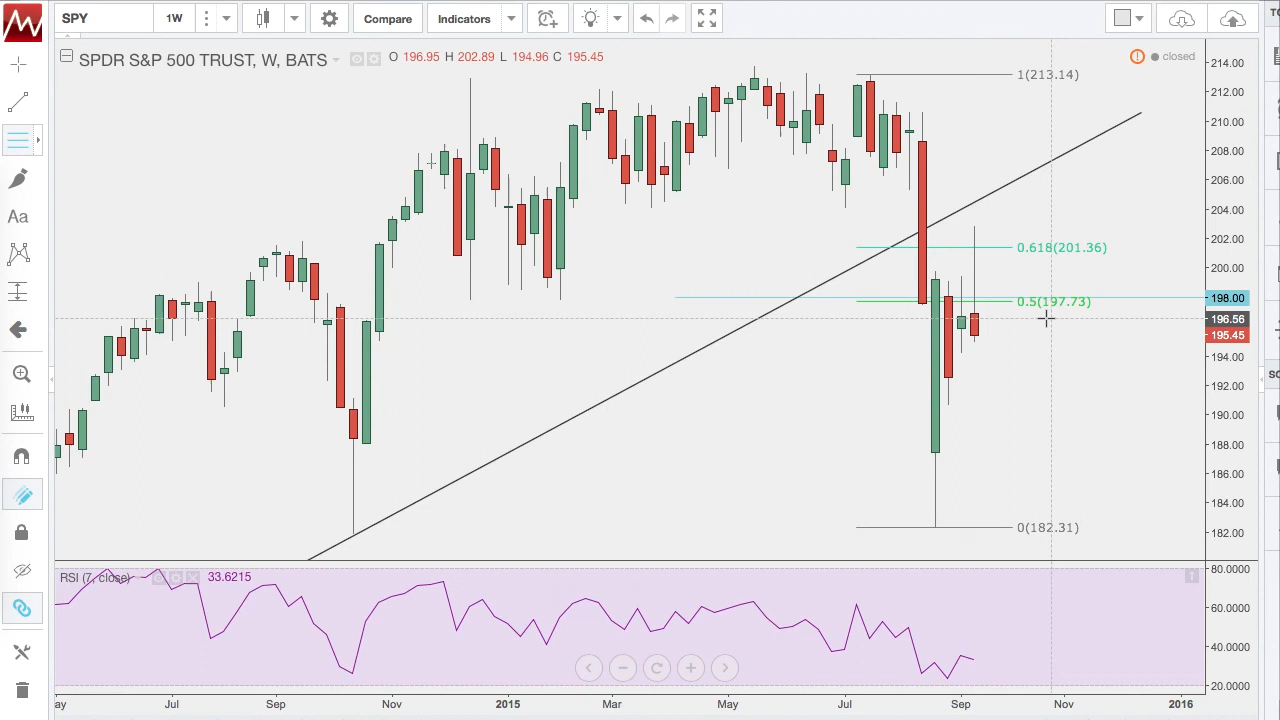 SPY
1W
Compare
Indicators
SPDR S&P 500 TRUST, W, BATS
O 196.95 H 202.89 L 194.96 C 195.45
closed
214.00
1(213.14)
212.00
210.00
208.00
206.00
204.00
202.00
0.618(201.36)
200.00
198.00
0.5(197.73)
196.56
195.45
194.00
192.00
190.00
188.00
186.00
184.00
0(182.31)
182.00
Aa
RSI (7, close)
33.6215
80.0000
60.0000
40.0000
20.0000
ay
Jul
Sep
Nov
2015
Mar
May
Jul
Sep
Nov
2016